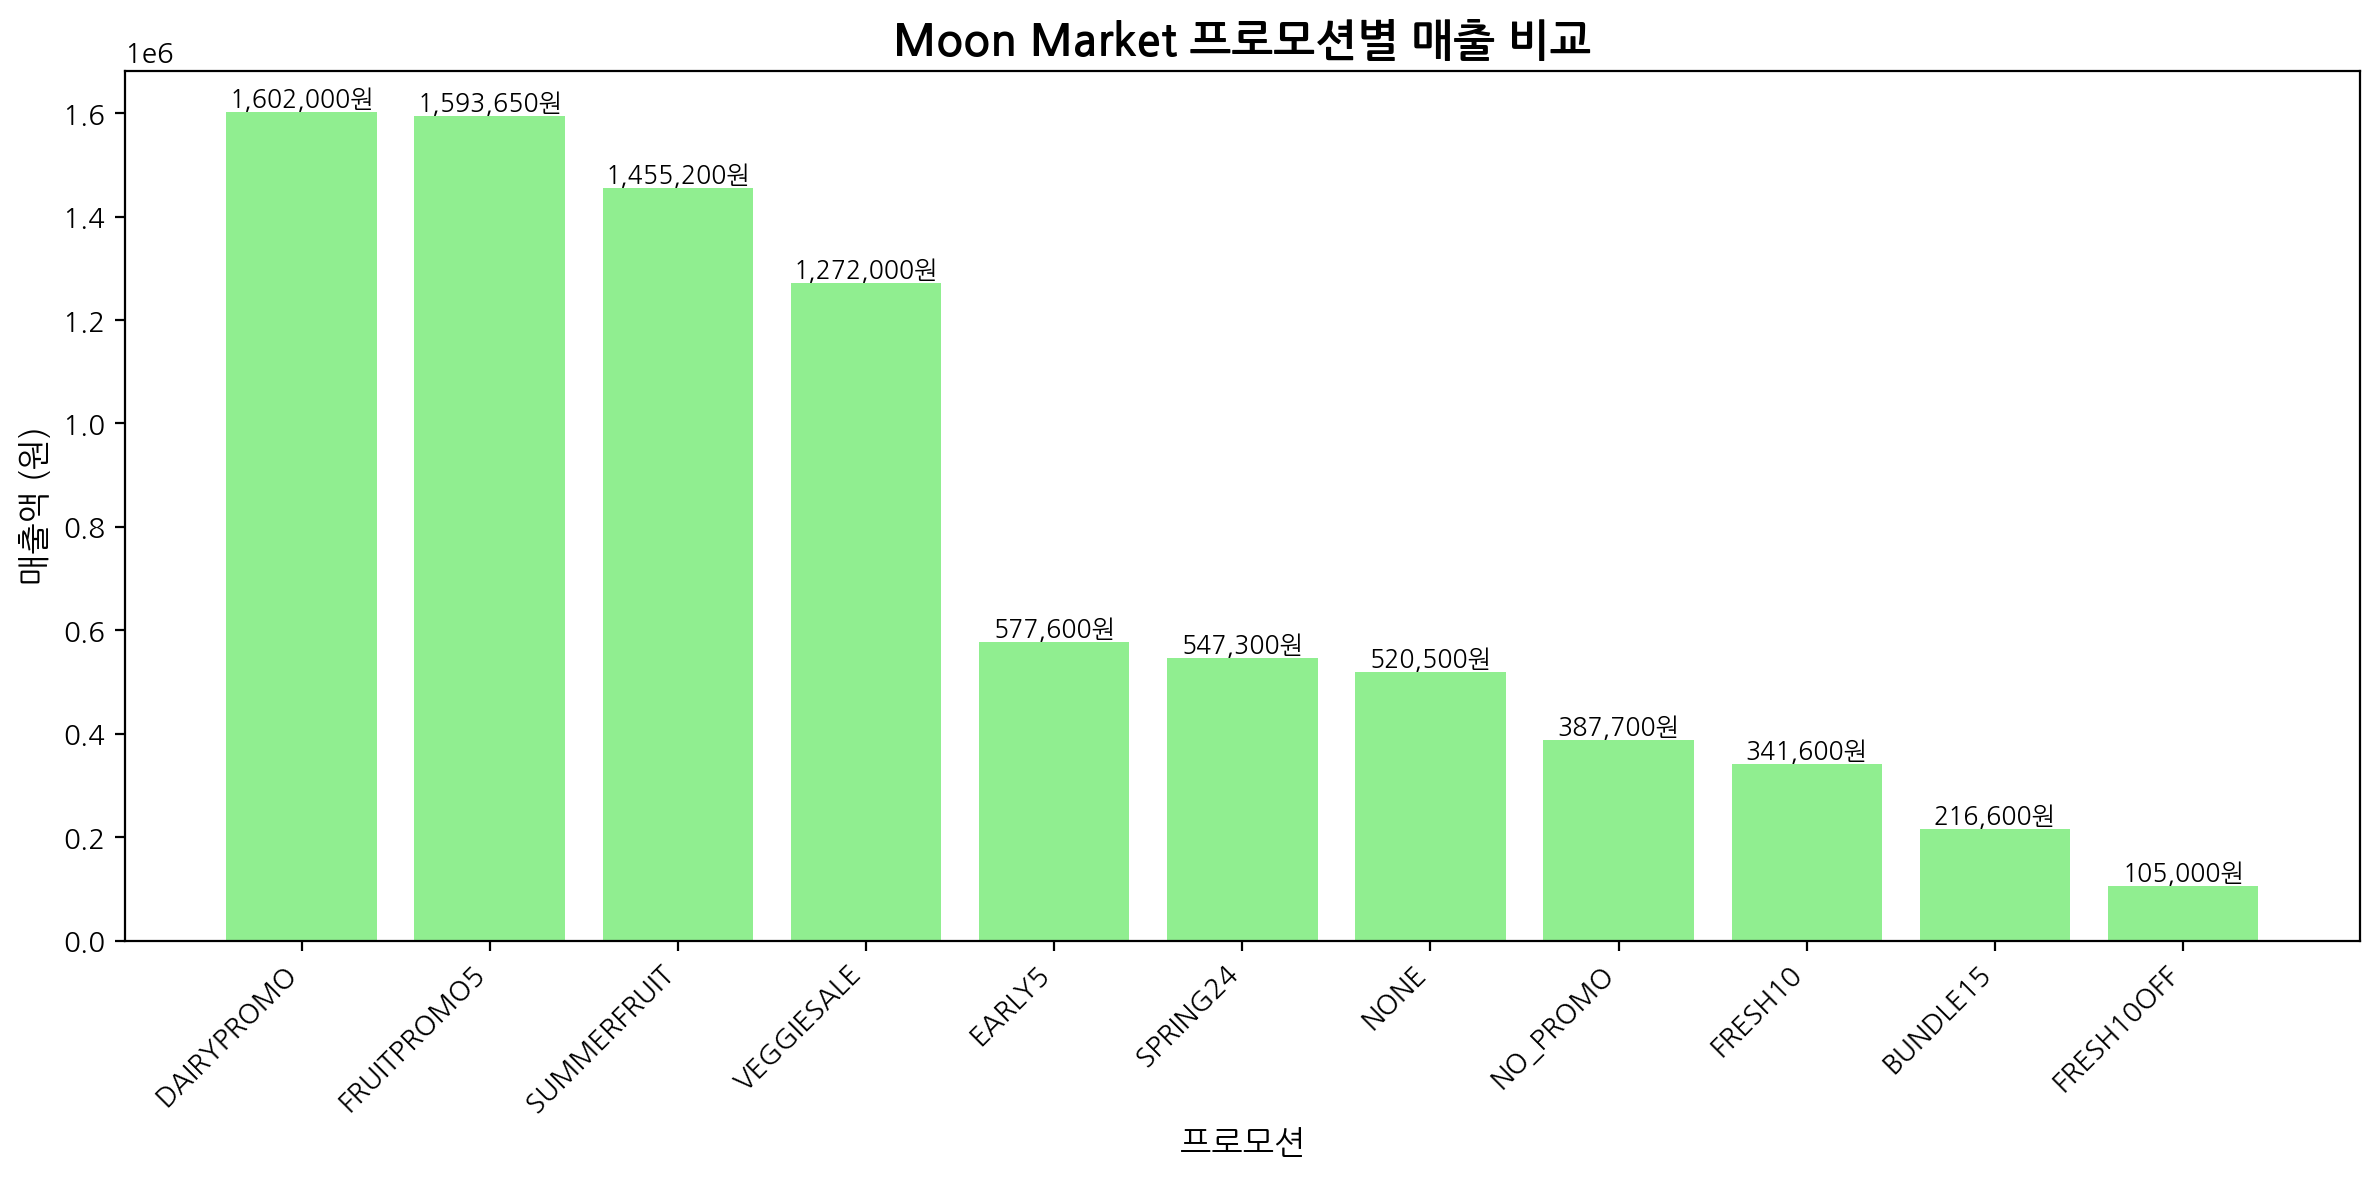 Moon Market 프로모션별 매출 비교
1e6
1.6
1.4
1.2
1.0
0.8
0.6
0.4
0.2
0.0
매출액 (원)
1,602,000원
1,593,650원
1,455,200원
1,272,000원
577,600원
547,300원
520,500원
387,700원
341,600원
216,600원
105,000원
DAIRYPROMO
FRUITPROMO5
SUMMERFRUIT
VEGGIESALE
EARLY5
SPRING24
NONE
NO_PROMO
FRESH10
BUNDLE15
FRESH10OFF
프로모션